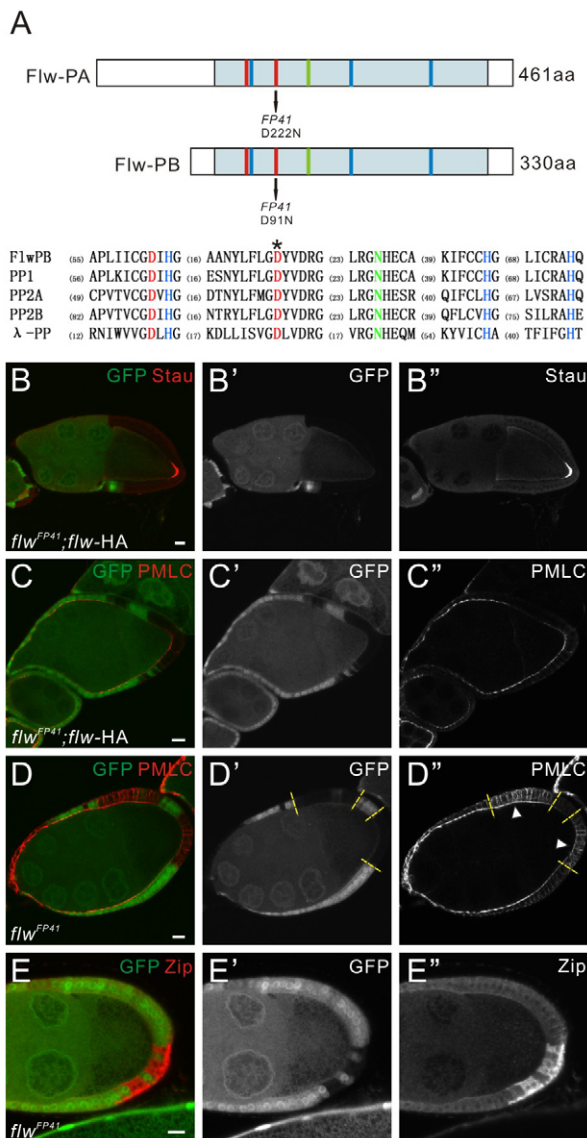 A
Flw-PA
461aa
FP41
D222N
Flw-PB
330aa
FP41
D91N
*
FlwPB (55) APLIICGDIHG (16) AANYLFLGDYVDRG (23) LRGNHECA (39) KIFCCHG (68) LICRAHQ
PP1 (56) APLKICGDIHG (16) ESNYLFLGDYVDRG (23) LRGNHECA (39) KIFCCHG (68) LICRAHQ
PP2A (49) CPVTVCGDVHG (16) DTNYLFMGDYVDRG (23) LRGNHESR (40) QIFCLHG (67) LVSRAHQ
PP2B (82) APVTVCGDIHG (16) NTRYLFLGDYVDRG (23) LRGNHECR (39) QFLCVHG (75) SILRAHE
λ-PP (12) RNIWVVGDLHG (17) KDLLISVGDLVDRG (17) VRGNHEQM (54) KYVICHA (40) TFIFGHT
B GFP Stau
flwFP41;flw-HA
B' GFP
B" Stau
C GFP PMLC
flwFP41;flw-HA
C' GFP
C" PMLC
D GFP PMLC
flwFP41
D' GFP
D" PMLC
E GFP Zip
flwFP41
E' GFP
E" Zip